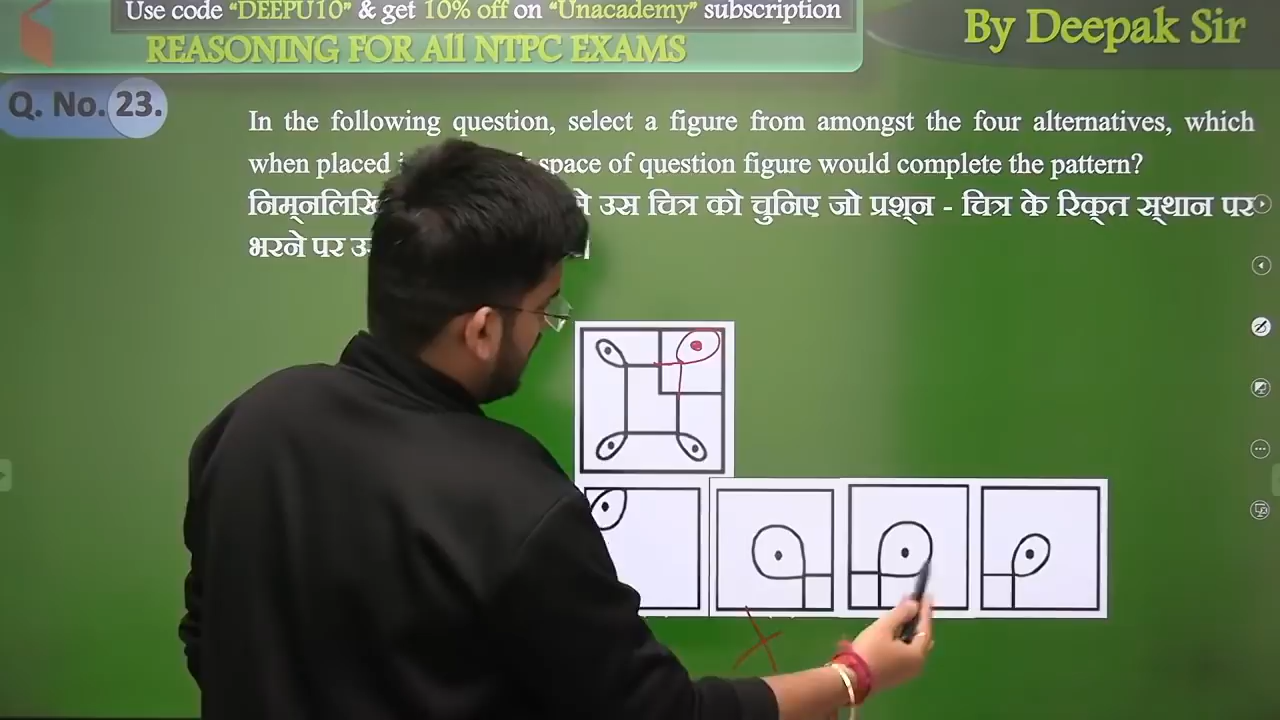 Use code “DEEPU10” & get 10% off on “Unacademy” subscription
REASONING FOR All NTPC EXAMS
By Deepak Sir
Q. No. 23.
In the following question, select a figure from amongst the four alternatives, which
when placed space of question figure would complete the pattern?
उस चित्र को चुनिए जो प्रश्न - चित्र के रिक्त स्थान पर
भरने पर